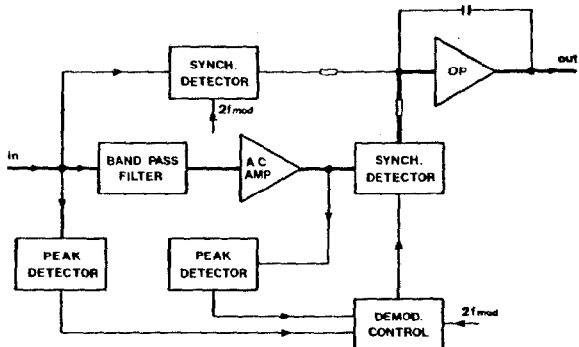 SYNCH.
DETECTOR
2fmod
OP
out
in
BAND PASS
FILTER
AC
AMP
SYNCH.
DETECTOR
PEAK
DETECTOR
PEAK
DETECTOR
DEMOD.
CONTROL
2fmod